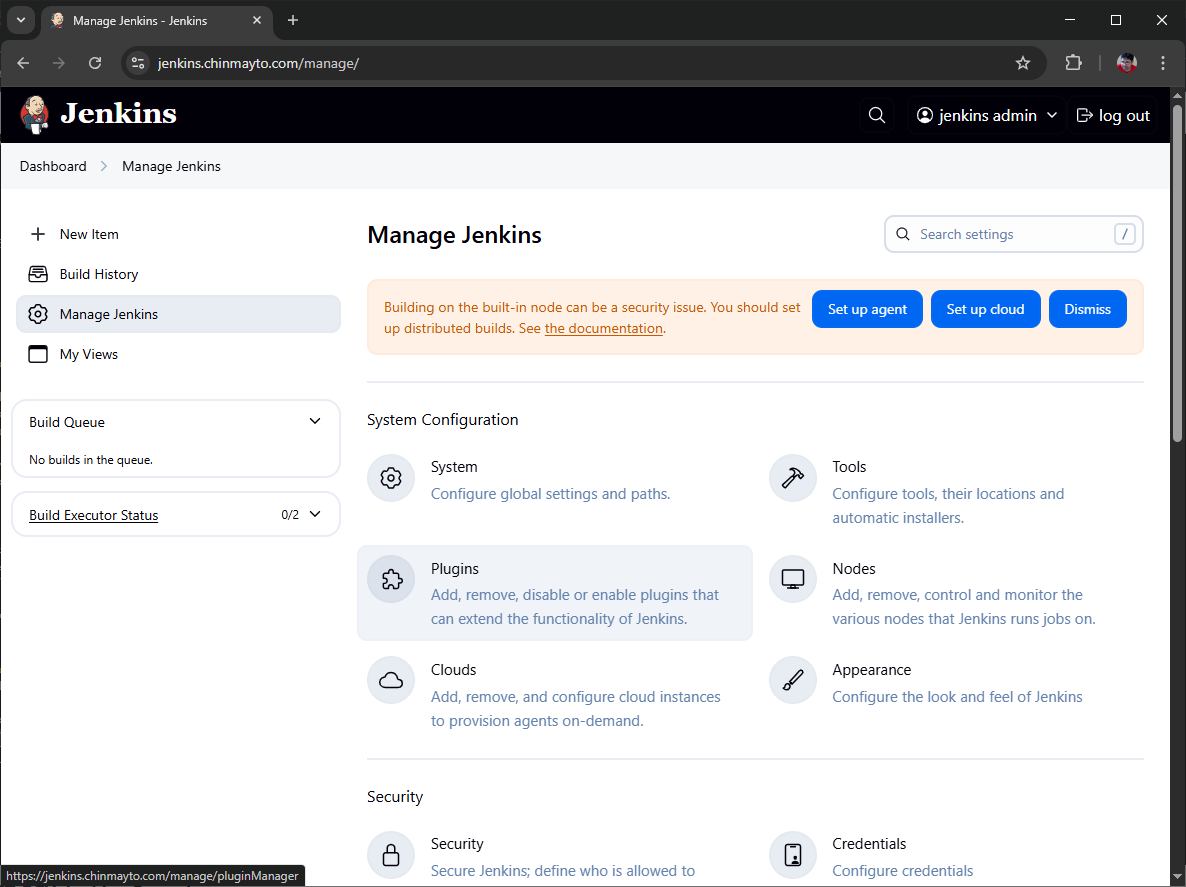 Manage Jenkins - Jenkins
jenkins.chinmayto.com/manage/
Jenkins
jenkins admin
log out
Dashboard
Manage Jenkins
New Item
Build History
Manage Jenkins
My Views
Build Queue
No builds in the queue.
Build Executor Status
0/2
Manage Jenkins
Search settings
/
Building on the built-in node can be a security issue. You should set
up distributed builds. See the documentation.
Set up agent
Set up cloud
Dismiss
System Configuration
System
Configure global settings and paths.
Tools
Configure tools, their locations and
automatic installers.
Plugins
Add, remove, disable or enable plugins that
can extend the functionality of Jenkins.
Nodes
Add, remove, control and monitor the
various nodes that Jenkins runs jobs on.
Clouds
Add, remove, and configure cloud instances
to provision agents on-demand.
Appearance
Configure the look and feel of Jenkins
Security
Security
Secure Jenkins; define who is allowed to
Credentials
Configure credentials
https://jenkins.chinmayto.com/manage/pluginManager